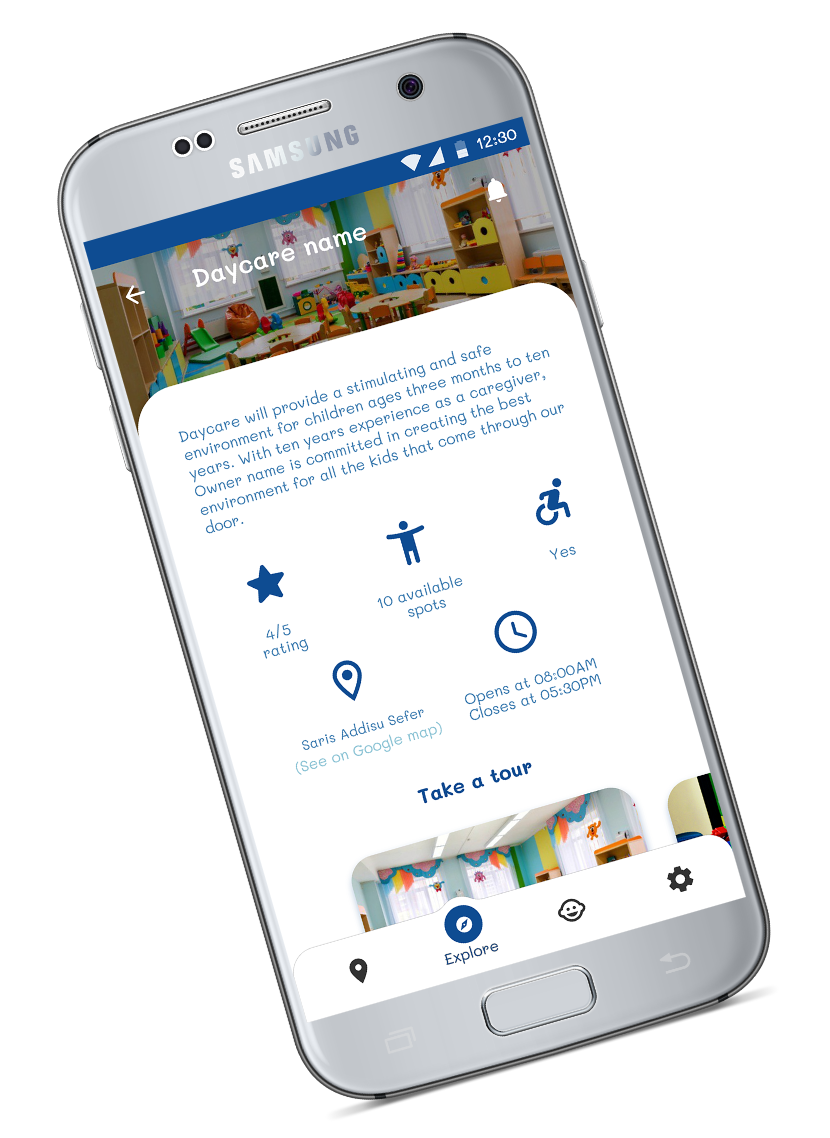 SAMSUNG
12:30
Daycare name
Daycare will provide a stimulating and safe
environment for children ages three months to ten
years. With ten years experience as a caregiver,
Owner name is committed in creating the best
environment for all the kids that come through our
door.
4/5
rating
10 available
spots
Yes
Saris Addisu Sefer
(See on Google map)
Opens at 08:00AM
Closes at 05:30PM
Take a tour
Explore